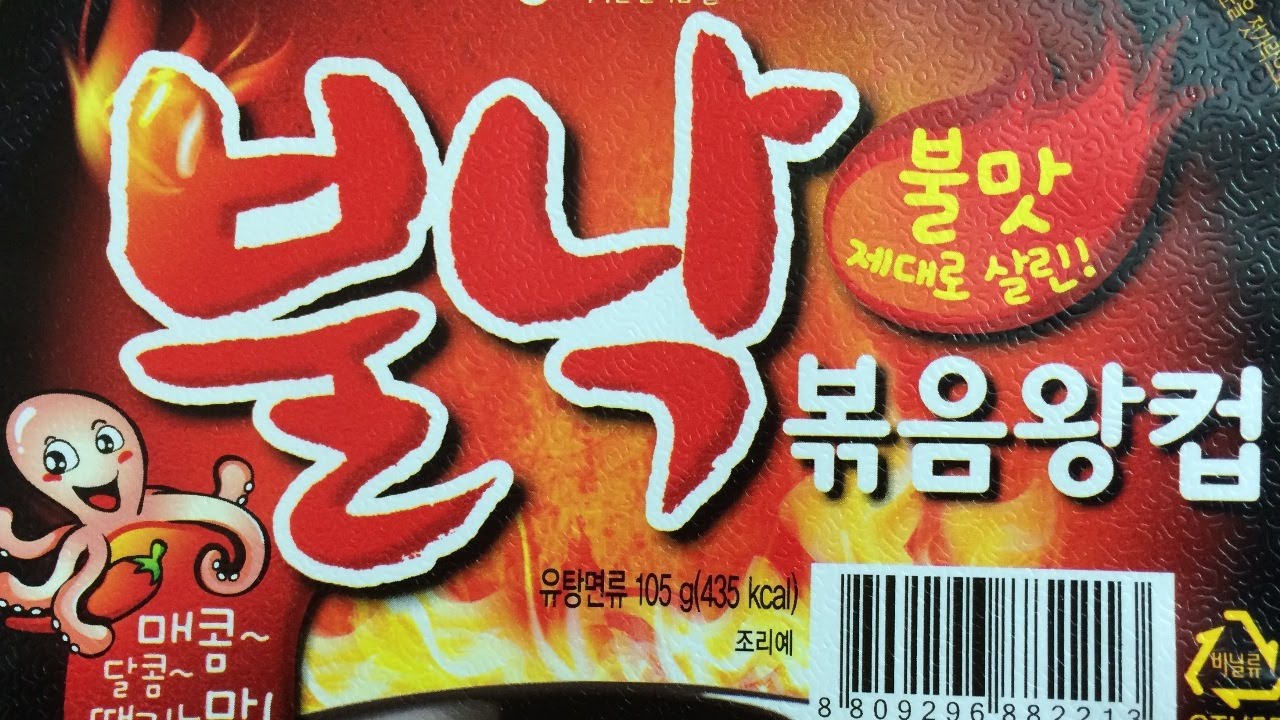 불낙
불맛
제대로 살린!
볶음왕컵
유탕면류 105 g(435 kcal)
조리예
매콤~
달콤~
맛!
비닐류
8 809296 882213